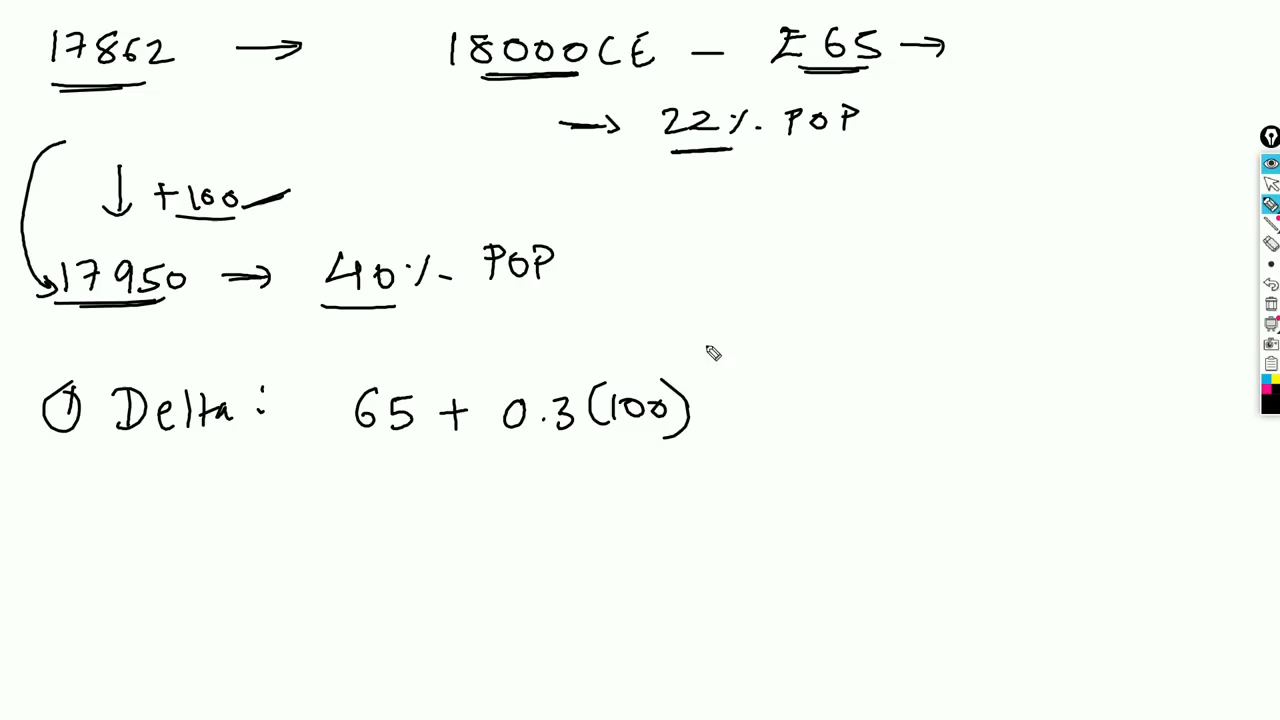 17862 → 18000CE - ₹65 →
→ 22% POP
↓ +100
17950 → 40% POP
① Delta: 65 + 0.3(100)